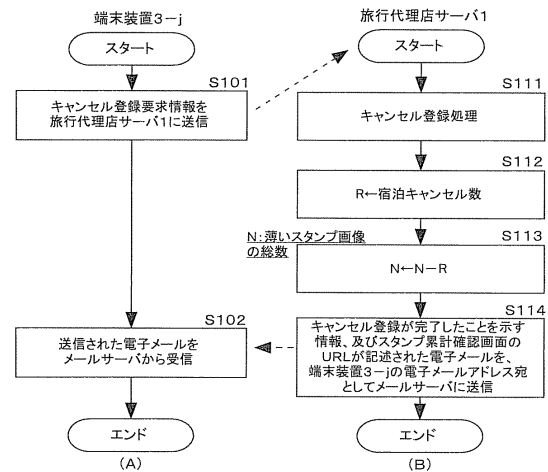 端末装置3-j
スタート
S101
キャンセル登録要求情報を
旅行代理店サーバ1に送信
S102
送信された電子メールを
メールサーバから受信
エンド
(A)
旅行代理店サーバ1
スタート
S111
キャンセル登録処理
S112
R←宿泊キャンセル数
N:薄いスタンプ画像
の総数
S113
N←N-R
S114
キャンセル登録が完了したことを示す
情報、及びスタンプ累計確認画面の
URLが記述された電子メールを、
端末装置3-jの電子メールアドレス宛
としてメールサーバに送信
エンド
(B)